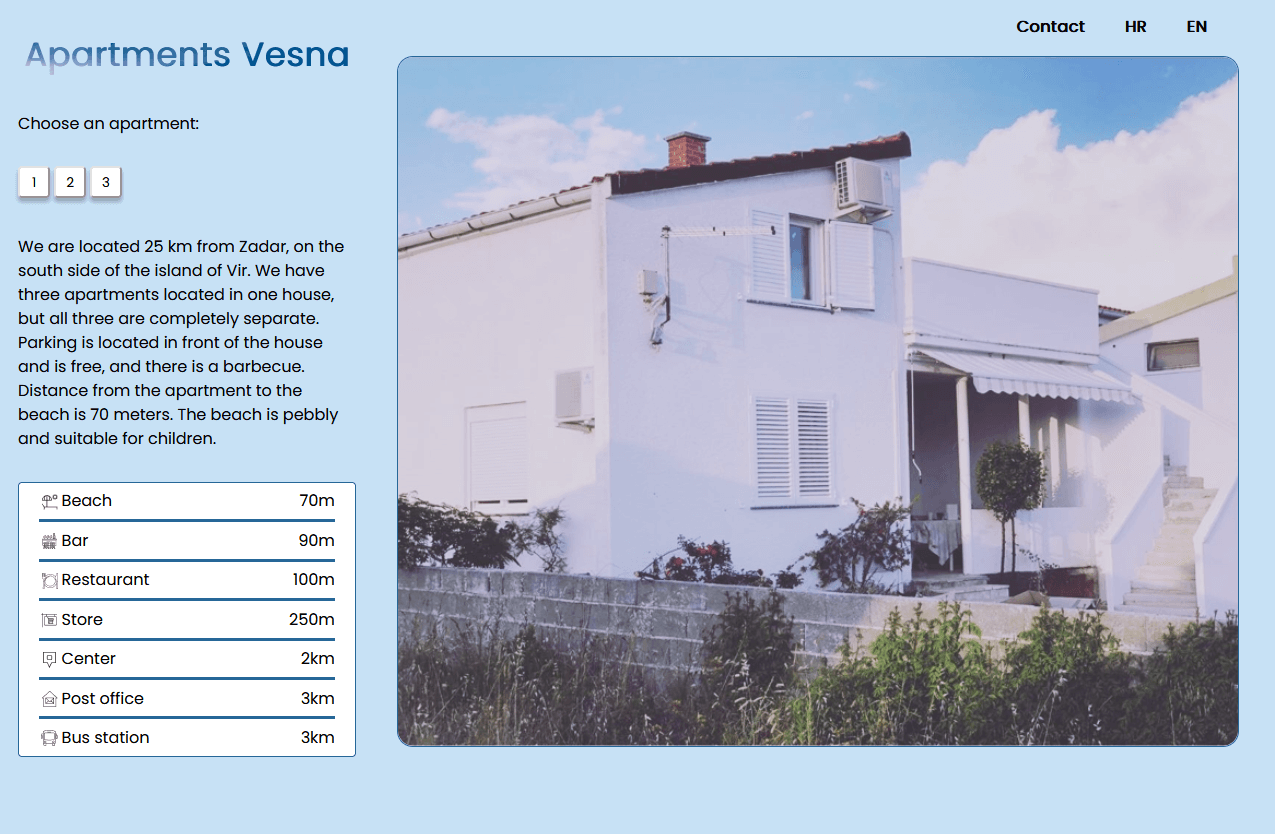 Contact HR EN
Apartments Vesna
Choose an apartment:
1 2 3
We are located 25 km from Zadar, on the
south side of the island of Vir. We have
three apartments located in one house,
but all three are completely separate.
Parking is located in front of the house
and is free, and there is a barbecue.
Distance from the apartment to the
beach is 70 meters. The beach is pebbly
and suitable for children.
Beach 70m
Bar 90m
Restaurant 100m
Store 250m
Center 2km
Post office 3km
Bus station 3km